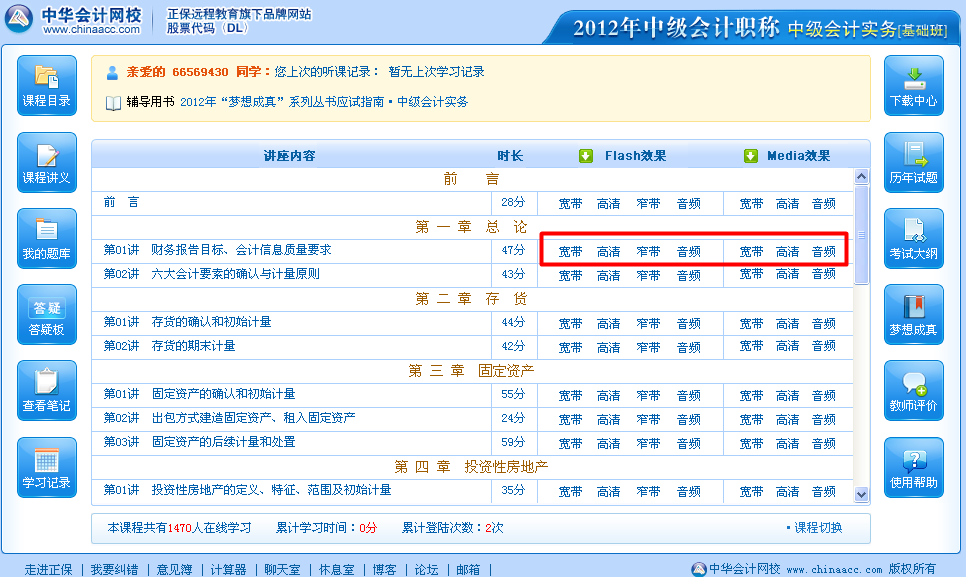 中华会计网校
www.chinaacc.com
正保远程教育旗下品牌网站
股票代码（DL）
2012年中级会计职称 中级会计实务[基础班]
课程目录
课程讲义
我的题库
答疑
答疑板
查看笔记
学习记录
亲爱的 66569430 同学：您上次的听课记录： 暂无上次学习记录
辅导用书 2012年“梦想成真”系列丛书应试指南·中级会计实务
讲座内容 时长 Flash效果 Media效果
前 言
前 言 28分 宽带 高清 窄带 音频 宽带 高清 音频
第 一 章 总 论
第01讲 财务报告目标、会计信息质量要求 47分 宽带 高清 窄带 音频 宽带 高清 音频
第02讲 六大会计要素的确认与计量原则 43分 宽带 高清 窄带 音频 宽带 高清 音频
第 二 章 存 货
第01讲 存货的确认和初始计量 44分 宽带 高清 窄带 音频 宽带 高清 音频
第02讲 存货的期末计量 42分 宽带 高清 窄带 音频 宽带 高清 音频
第 三 章 固定资产
第01讲 固定资产的确认和初始计量 55分 宽带 高清 窄带 音频 宽带 高清 音频
第02讲 出包方式建造固定资产、租入固定资产 24分 宽带 高清 窄带 音频 宽带 高清 音频
第03讲 固定资产的后续计量和处置 59分 宽带 高清 窄带 音频 宽带 高清 音频
第 四 章 投资性房地产
第01讲 投资性房地产的定义、特征、范围及初始计量 35分 宽带 高清 窄带 音频 宽带 高清 音频
本课程共有1470人在线学习 累计学习时间：0分 累计登陆次数：2次 ·课程切换
下载中心
历年试题
考试大纲
梦想成真
教师评价
使用帮助
走进正保 | 我要纠错 | 意见簿 | 计算器 | 聊天室 | 休息室 | 博客 | 论坛 | 邮箱 |
中华会计网校 www.chinaacc.com 版权所有